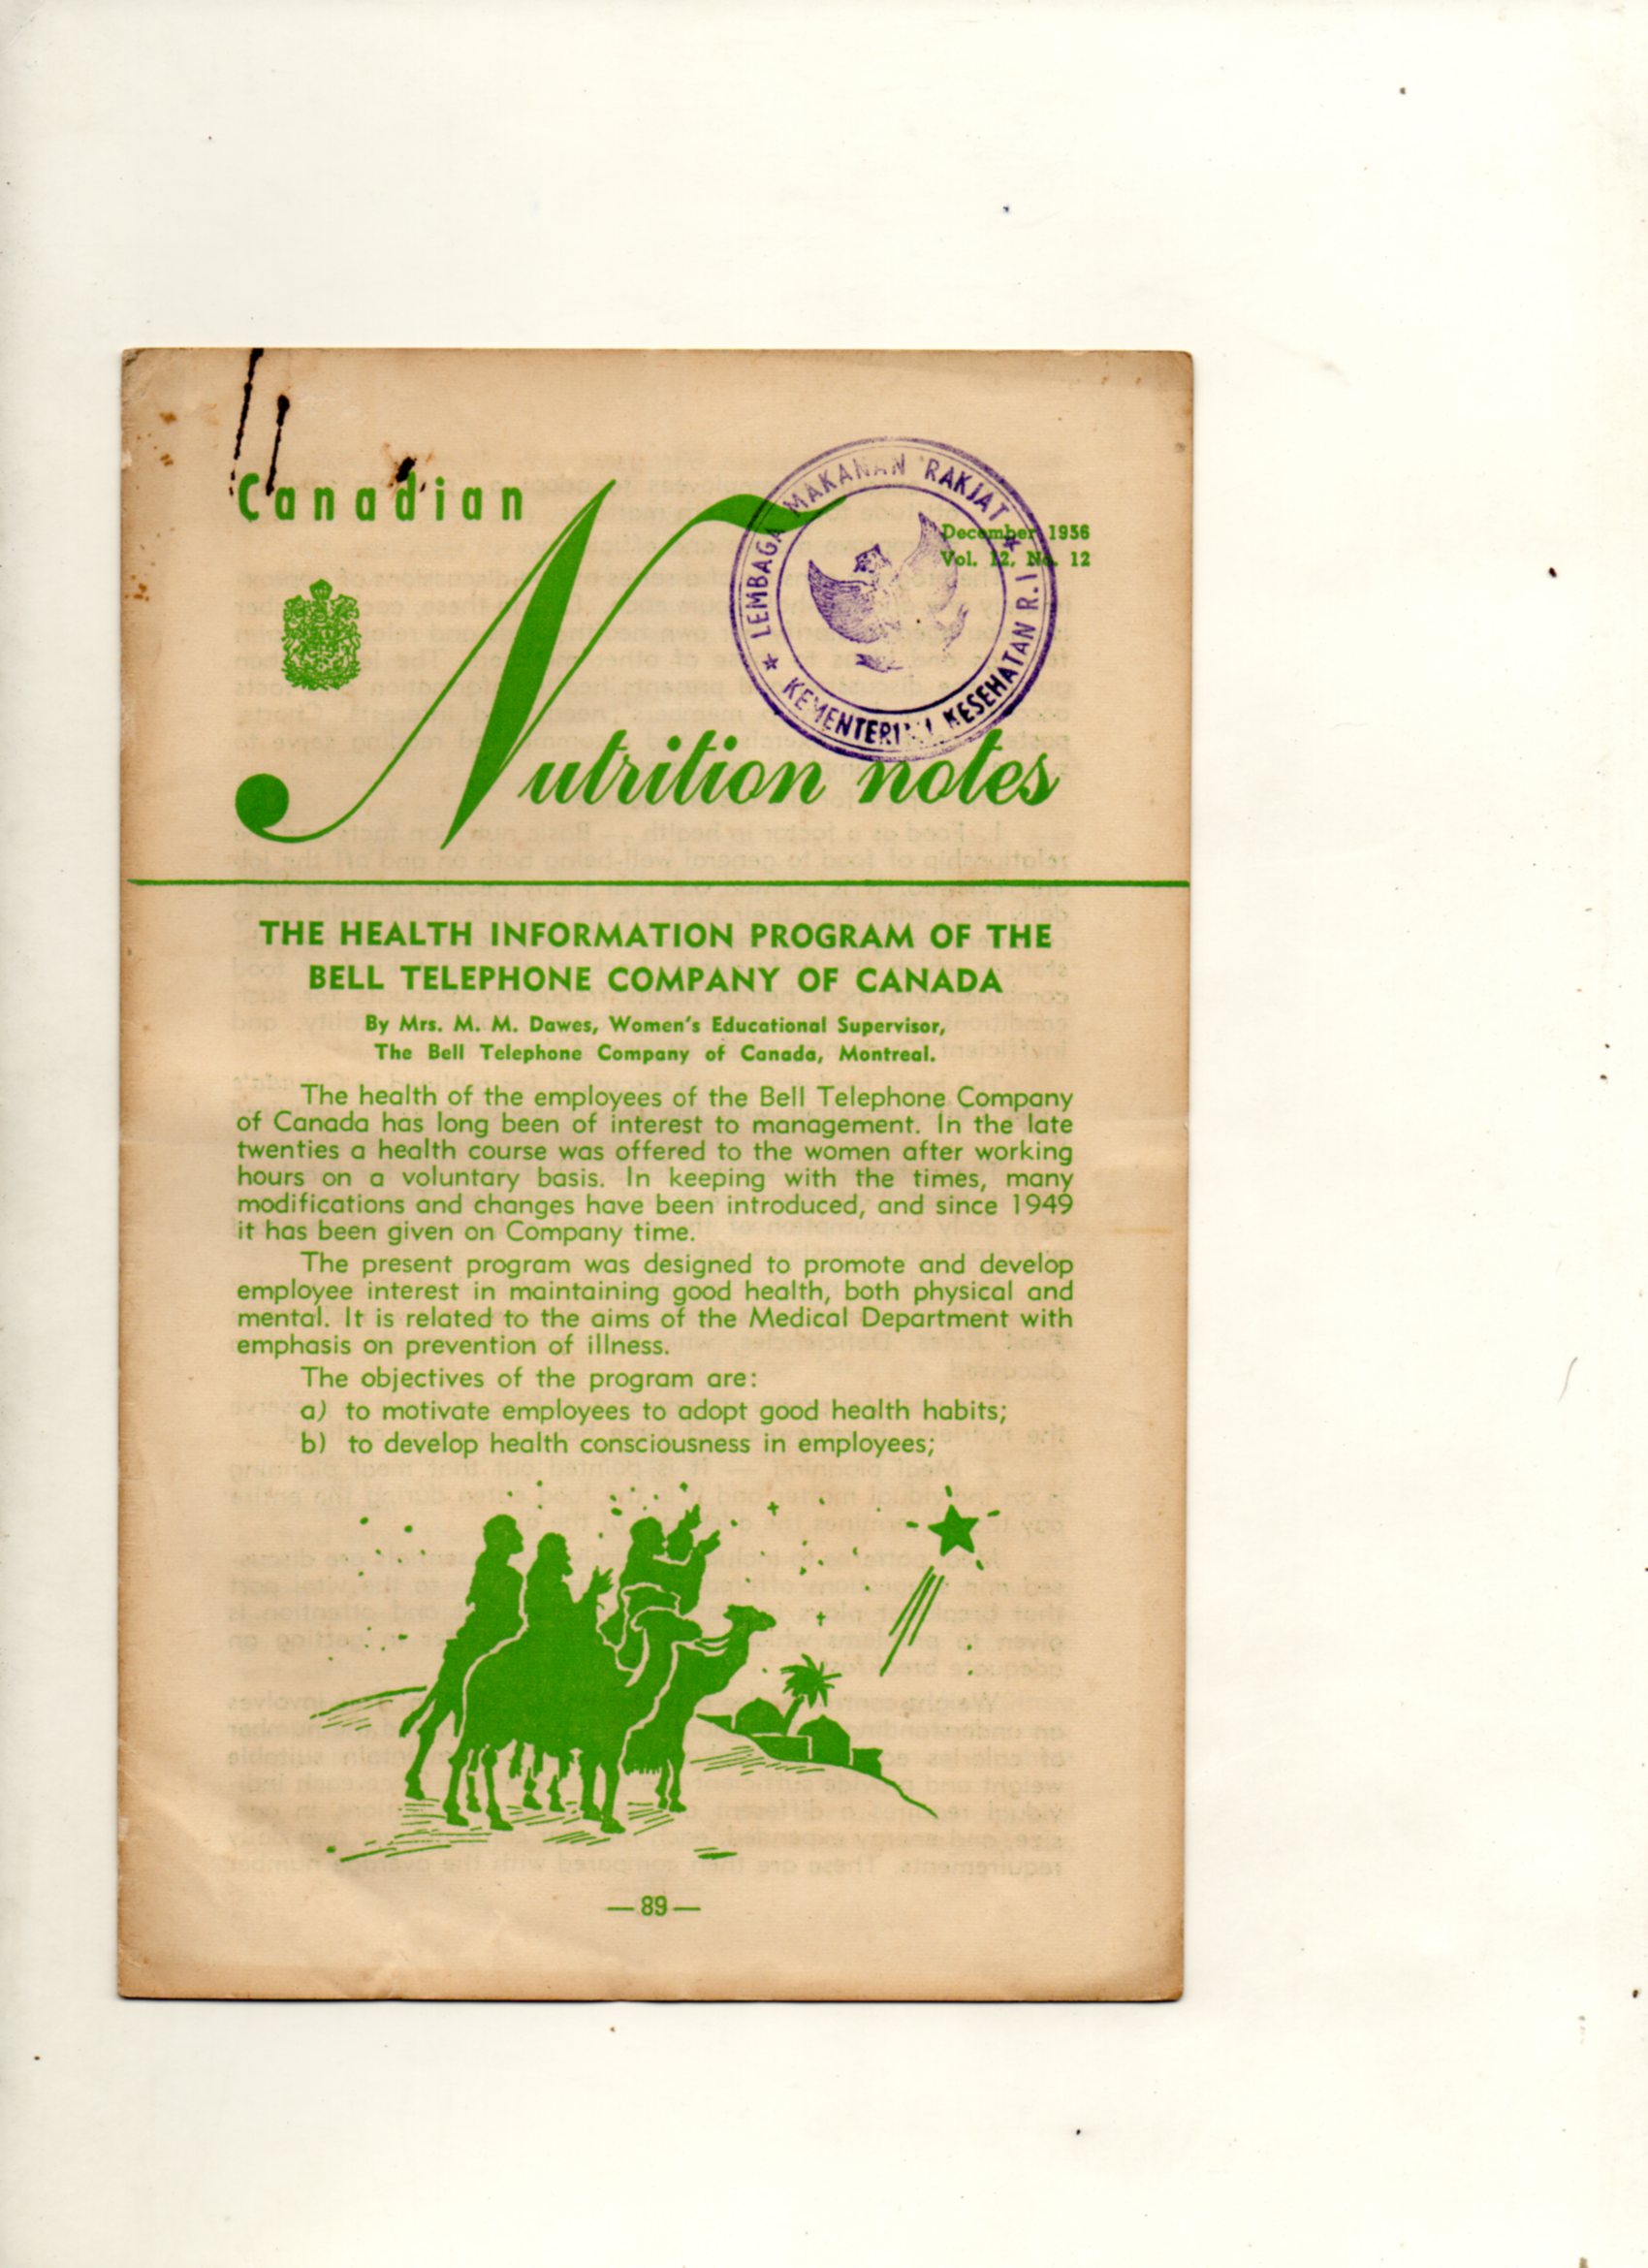 Canadian
Nutrition notes
LEMBAGA MAKANAN RAKJAT
KEMENTERIAN KESEHATAN R.I.
December 1956
Vol. 12, No. 12
THE HEALTH INFORMATION PROGRAM OF THE
BELL TELEPHONE COMPANY OF CANADA
By Mrs. M. M. Dawes, Women's Educational Supervisor,
The Bell Telephone Company of Canada, Montreal.
The health of the employees of the Bell Telephone Company
of Canada has long been of interest to management. In the late
twenties a health course was offered to the women after working
hours on a voluntary basis. In keeping with the times, many
modifications and changes have been introduced, and since 1949
it has been given on Company time.
The present program was designed to promote and develop
employee interest in maintaining good health, both physical and
mental. It is related to the aims of the Medical Department with
emphasis on prevention of illness.
The objectives of the program are:
a) to motivate employees to adopt good health habits;
b) to develop health consciousness in employees;
— 89 —